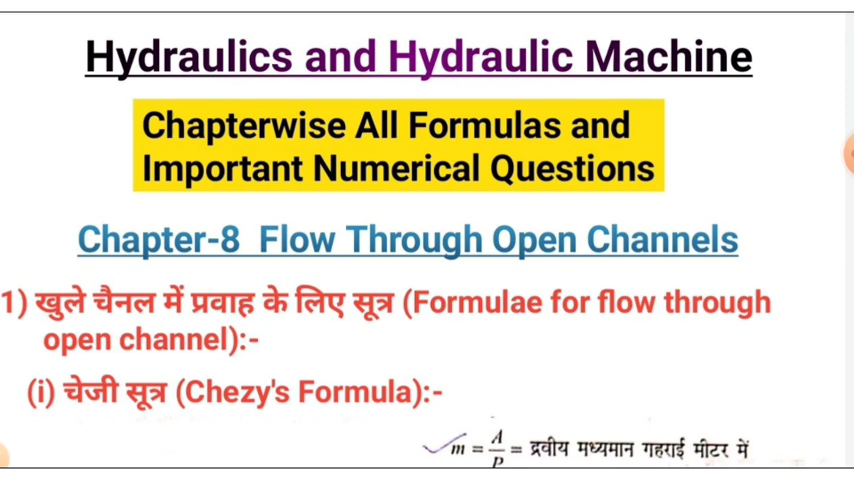 Hydraulics and Hydraulic Machine
Chapterwise All Formulas and
Important Numerical Questions
Chapter-8 Flow Through Open Channels
1) खुले चैनल में प्रवाह के लिए सूत्र (Formulae for flow through
open channel):-
(i) चेजी सूत्र (Chezy's Formula):-
m = A/P = द्रवीय मध्यमान गहराई मीटर में